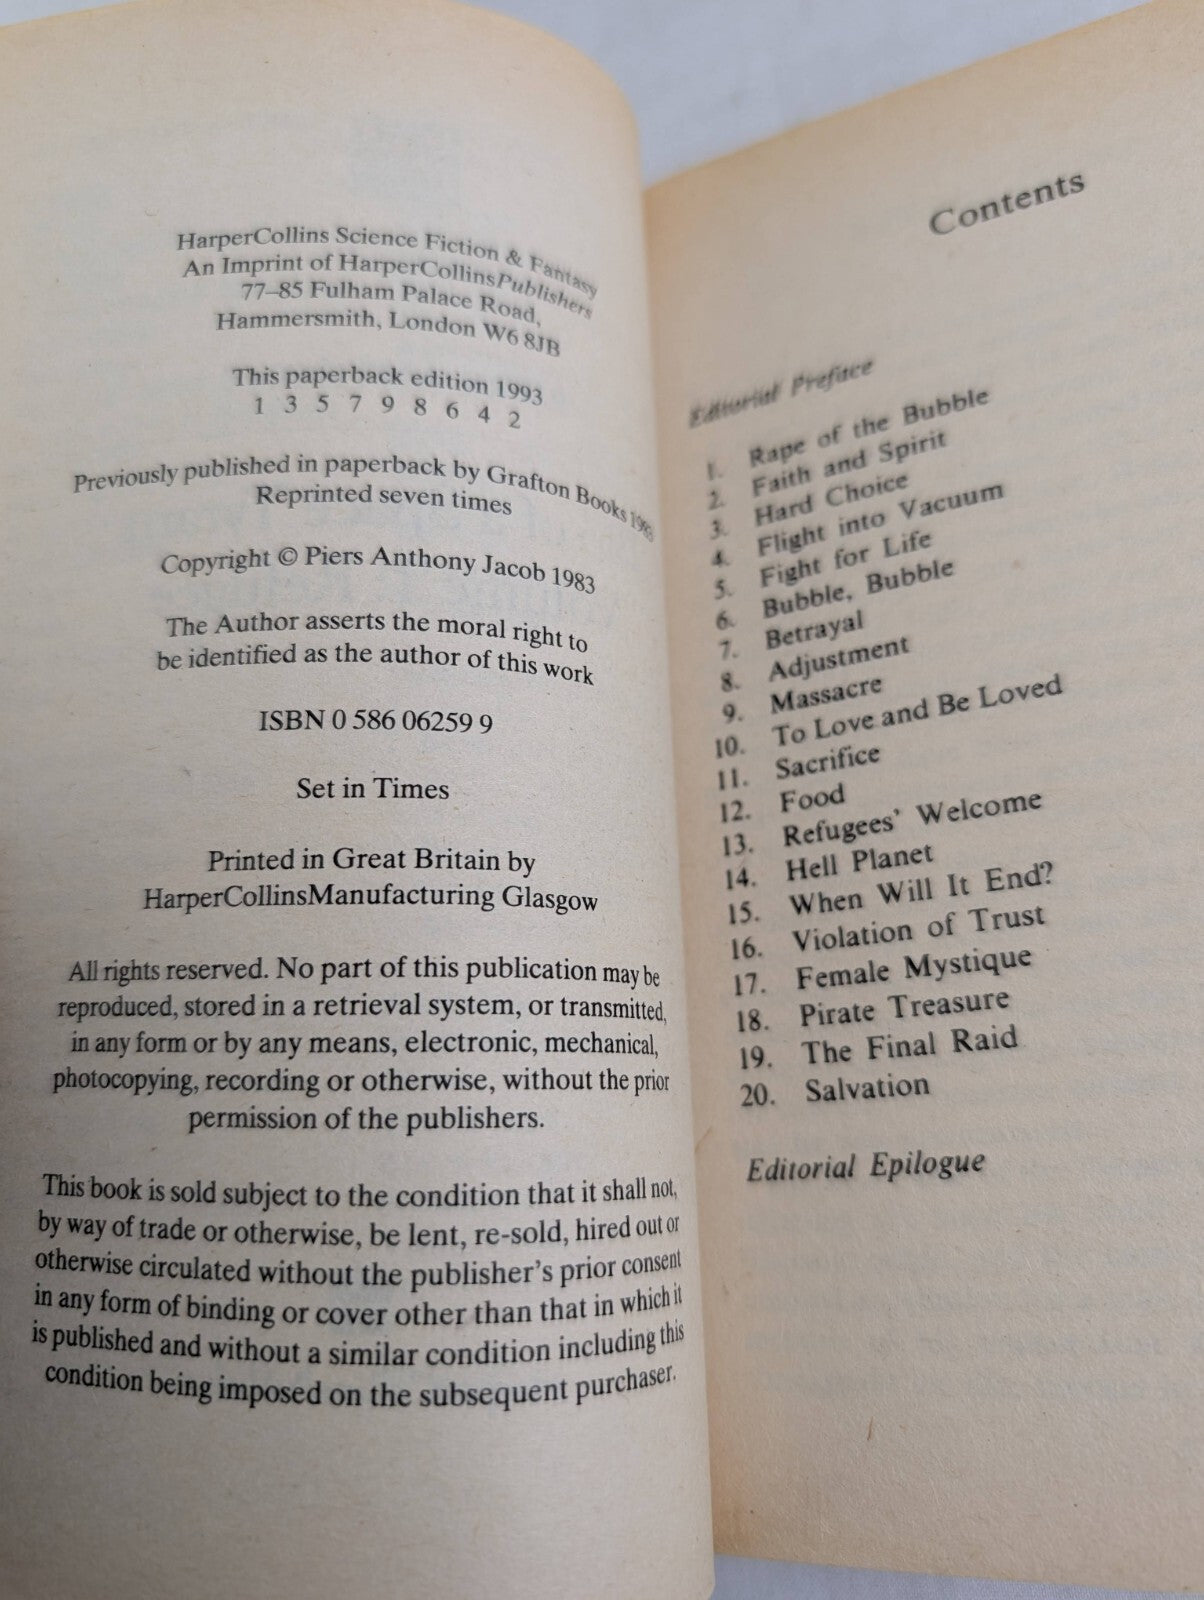 HarperCollins Science Fiction & Fantasy
An Imprint of HarperCollinsPublishers
77–85 Fulham Palace Road,
Hammersmith, London W6 8JB
This paperback edition 1993
1 3 5 7 9 8 6 4 2
Previously published in paperback by Grafton Books 1983
Reprinted seven times
Copyright © Piers Anthony Jacob 1983
The Author asserts the moral right to
be identified as the author of this work
ISBN 0 586 06259 9
Set in Times
Printed in Great Britain by
HarperCollinsManufacturing Glasgow
All rights reserved. No part of this publication may be
reproduced, stored in a retrieval system, or transmitted,
in any form or by any means, electronic, mechanical,
photocopying, recording or otherwise, without the prior
permission of the publishers.
This book is sold subject to the condition that it shall not,
by way of trade or otherwise, be lent, re-sold, hired out or
otherwise circulated without the publisher's prior consent
in any form of binding or cover other than that in which it
is published and without a similar condition including this
condition being imposed on the subsequent purchaser.
Contents
Editorial Preface
1. Rape of the Bubble
2. Faith and Spirit
3. Hard Choice
4. Flight into Vacuum
5. Fight for Life
6. Bubble, Bubble
7. Betrayal
8. Adjustment
9. Massacre
10. To Love and Be Loved
11. Sacrifice
12. Food
13. Refugees' Welcome
14. Hell Planet
15. When Will It End?
16. Violation of Trust
17. Female Mystique
18. Pirate Treasure
19. The Final Raid
20. Salvation
Editorial Epilogue